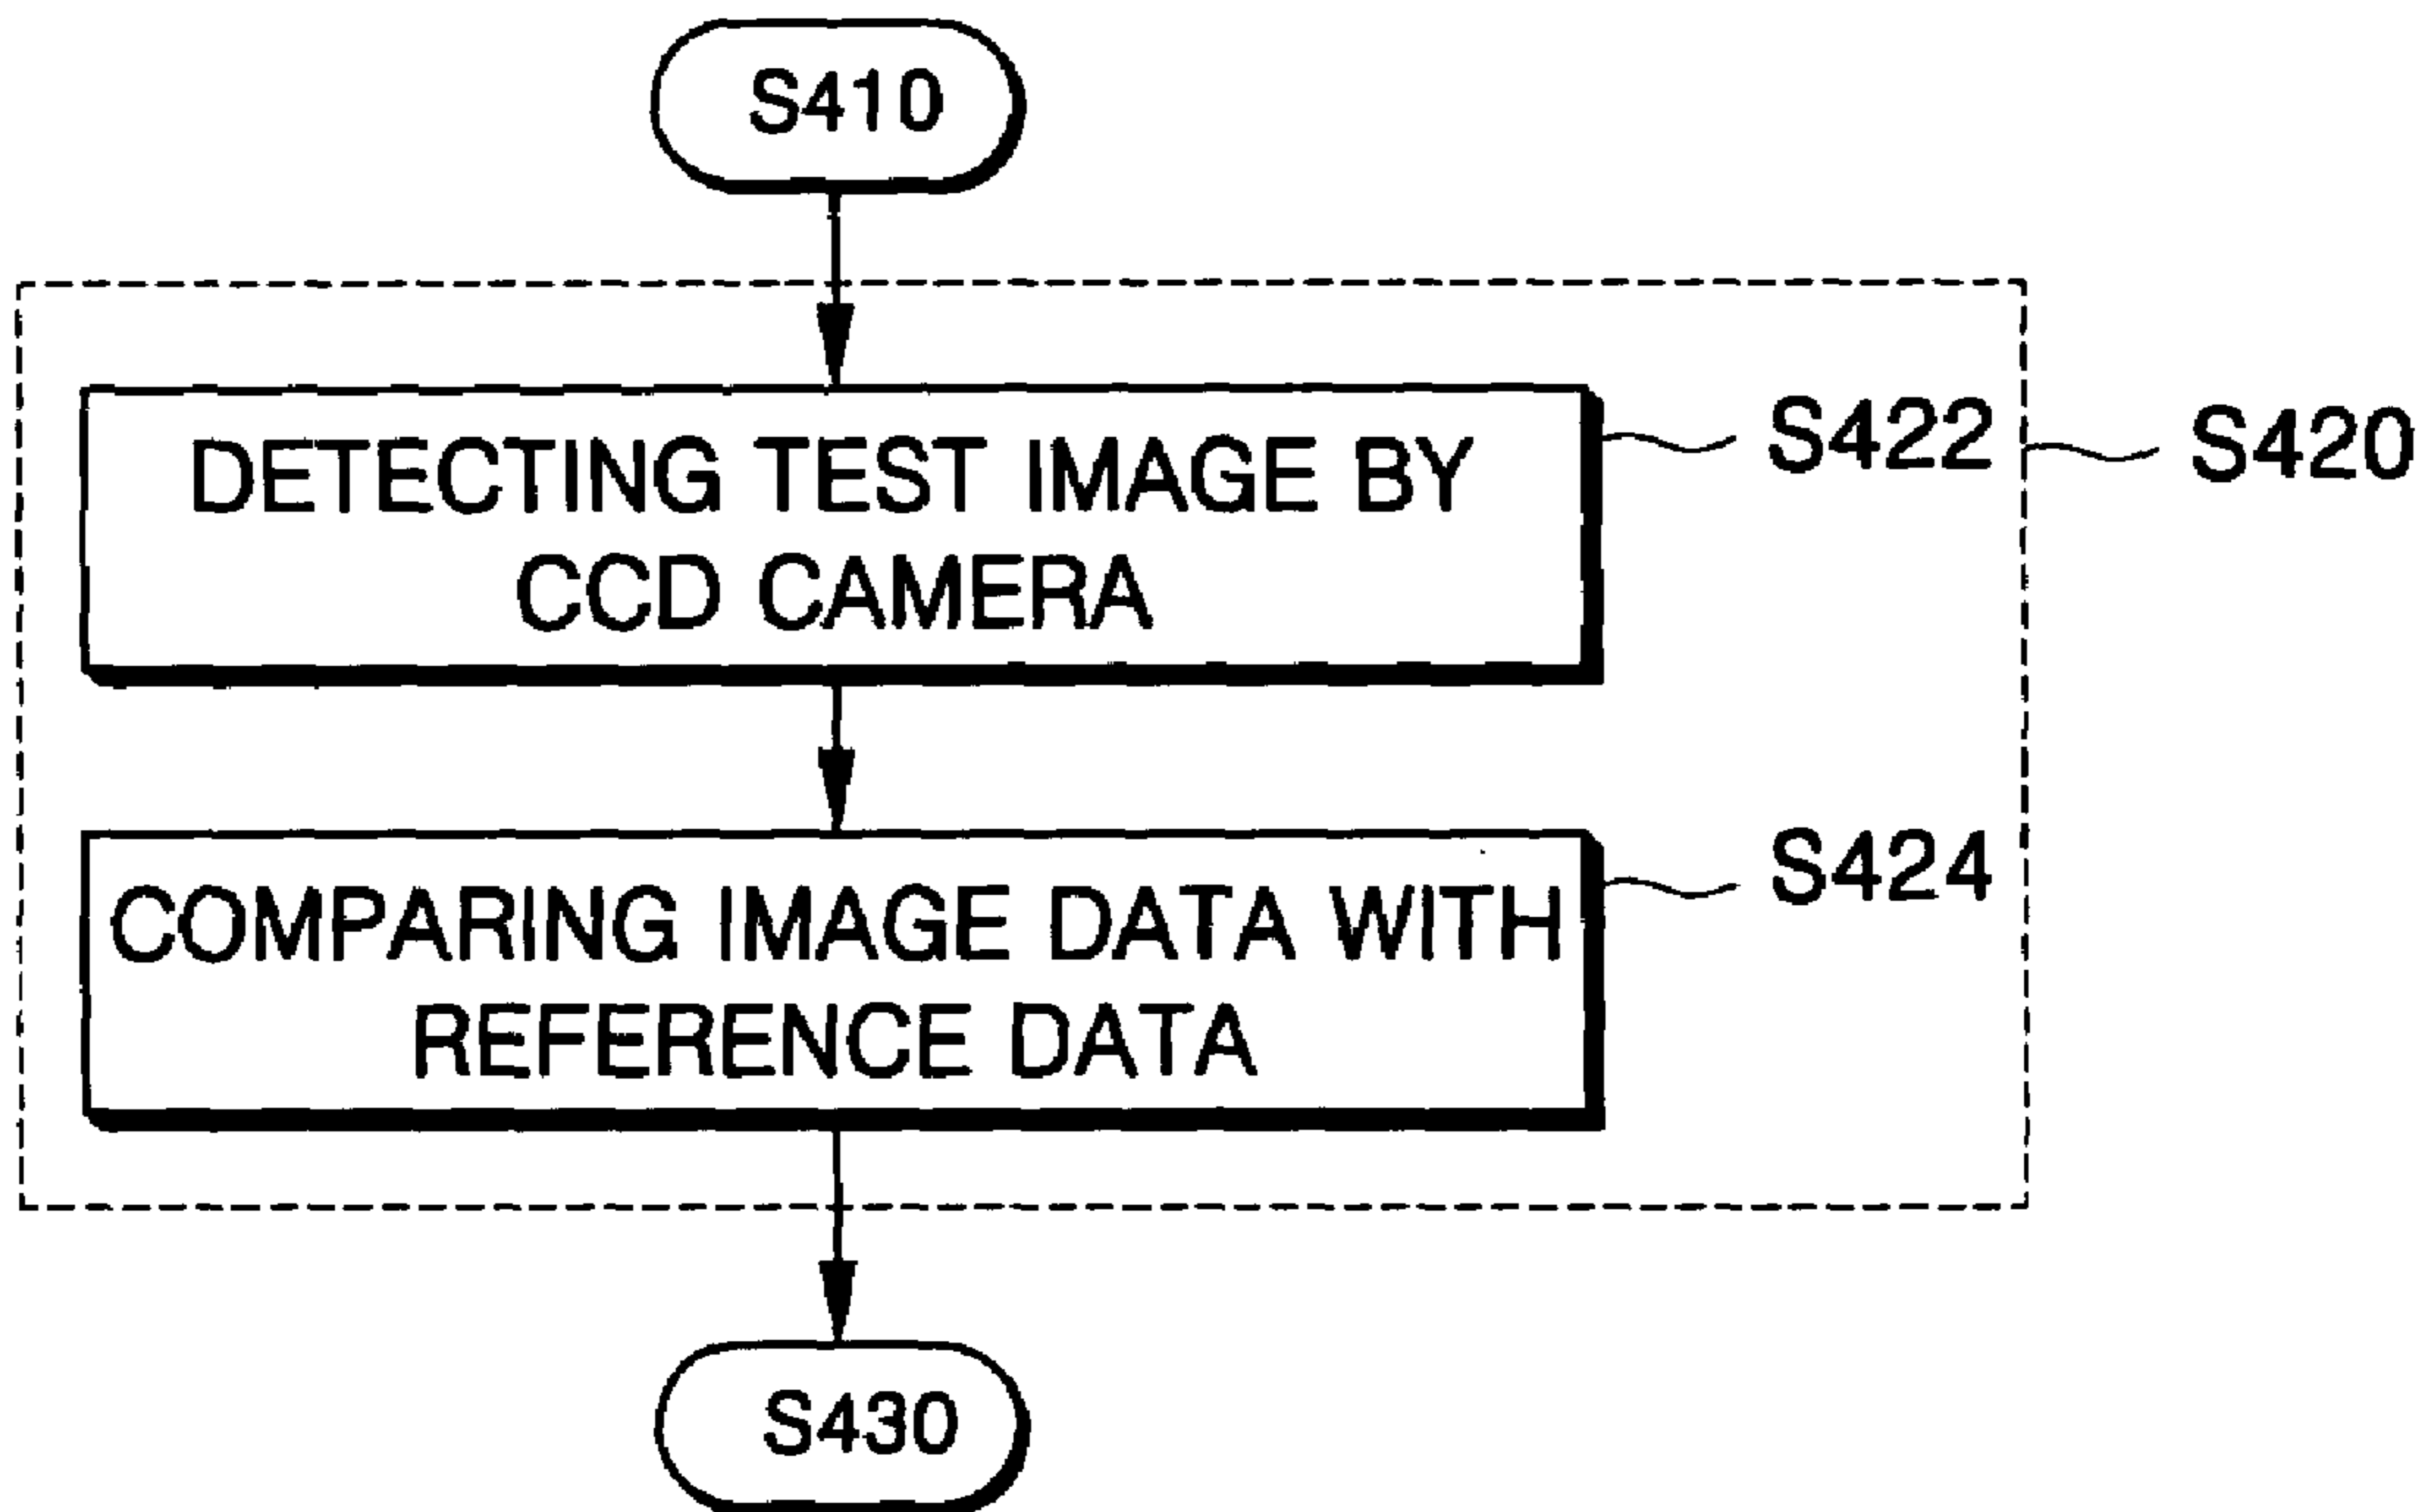 S410
DETECTING TEST IMAGE BY
CCD CAMERA
S422
S420
COMPARING IMAGE DATA WITH
REFERENCE DATA
S424
S430